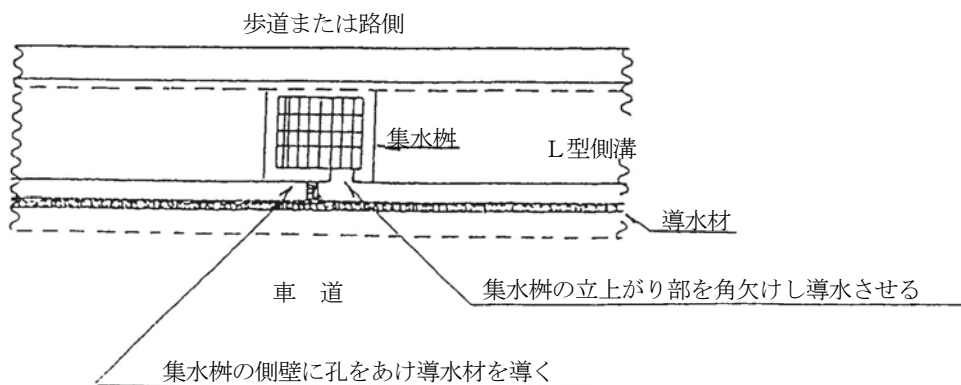 歩道または路側
集水桝
L型側溝
導水材
車 道
集水桝の立上がり部を角欠けし導水させる
集水桝の側壁に孔をあけ導水材を導く